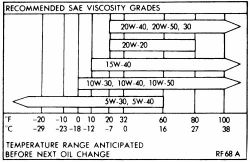 RECOMMENDED SAE VISCOSITY GRADES
20W-40, 20W-50, 30
20W-20
15W-40
10W-30, 10W-40, 10W-50
5W-30, 5W-40
°F -20 -10 0 10 20 32 60 80 100
°C -29 -23 -18 -12 -7 0 16 27 38
TEMPERATURE RANGE ANTICIPATED
BEFORE NEXT OIL CHANGE RF68A